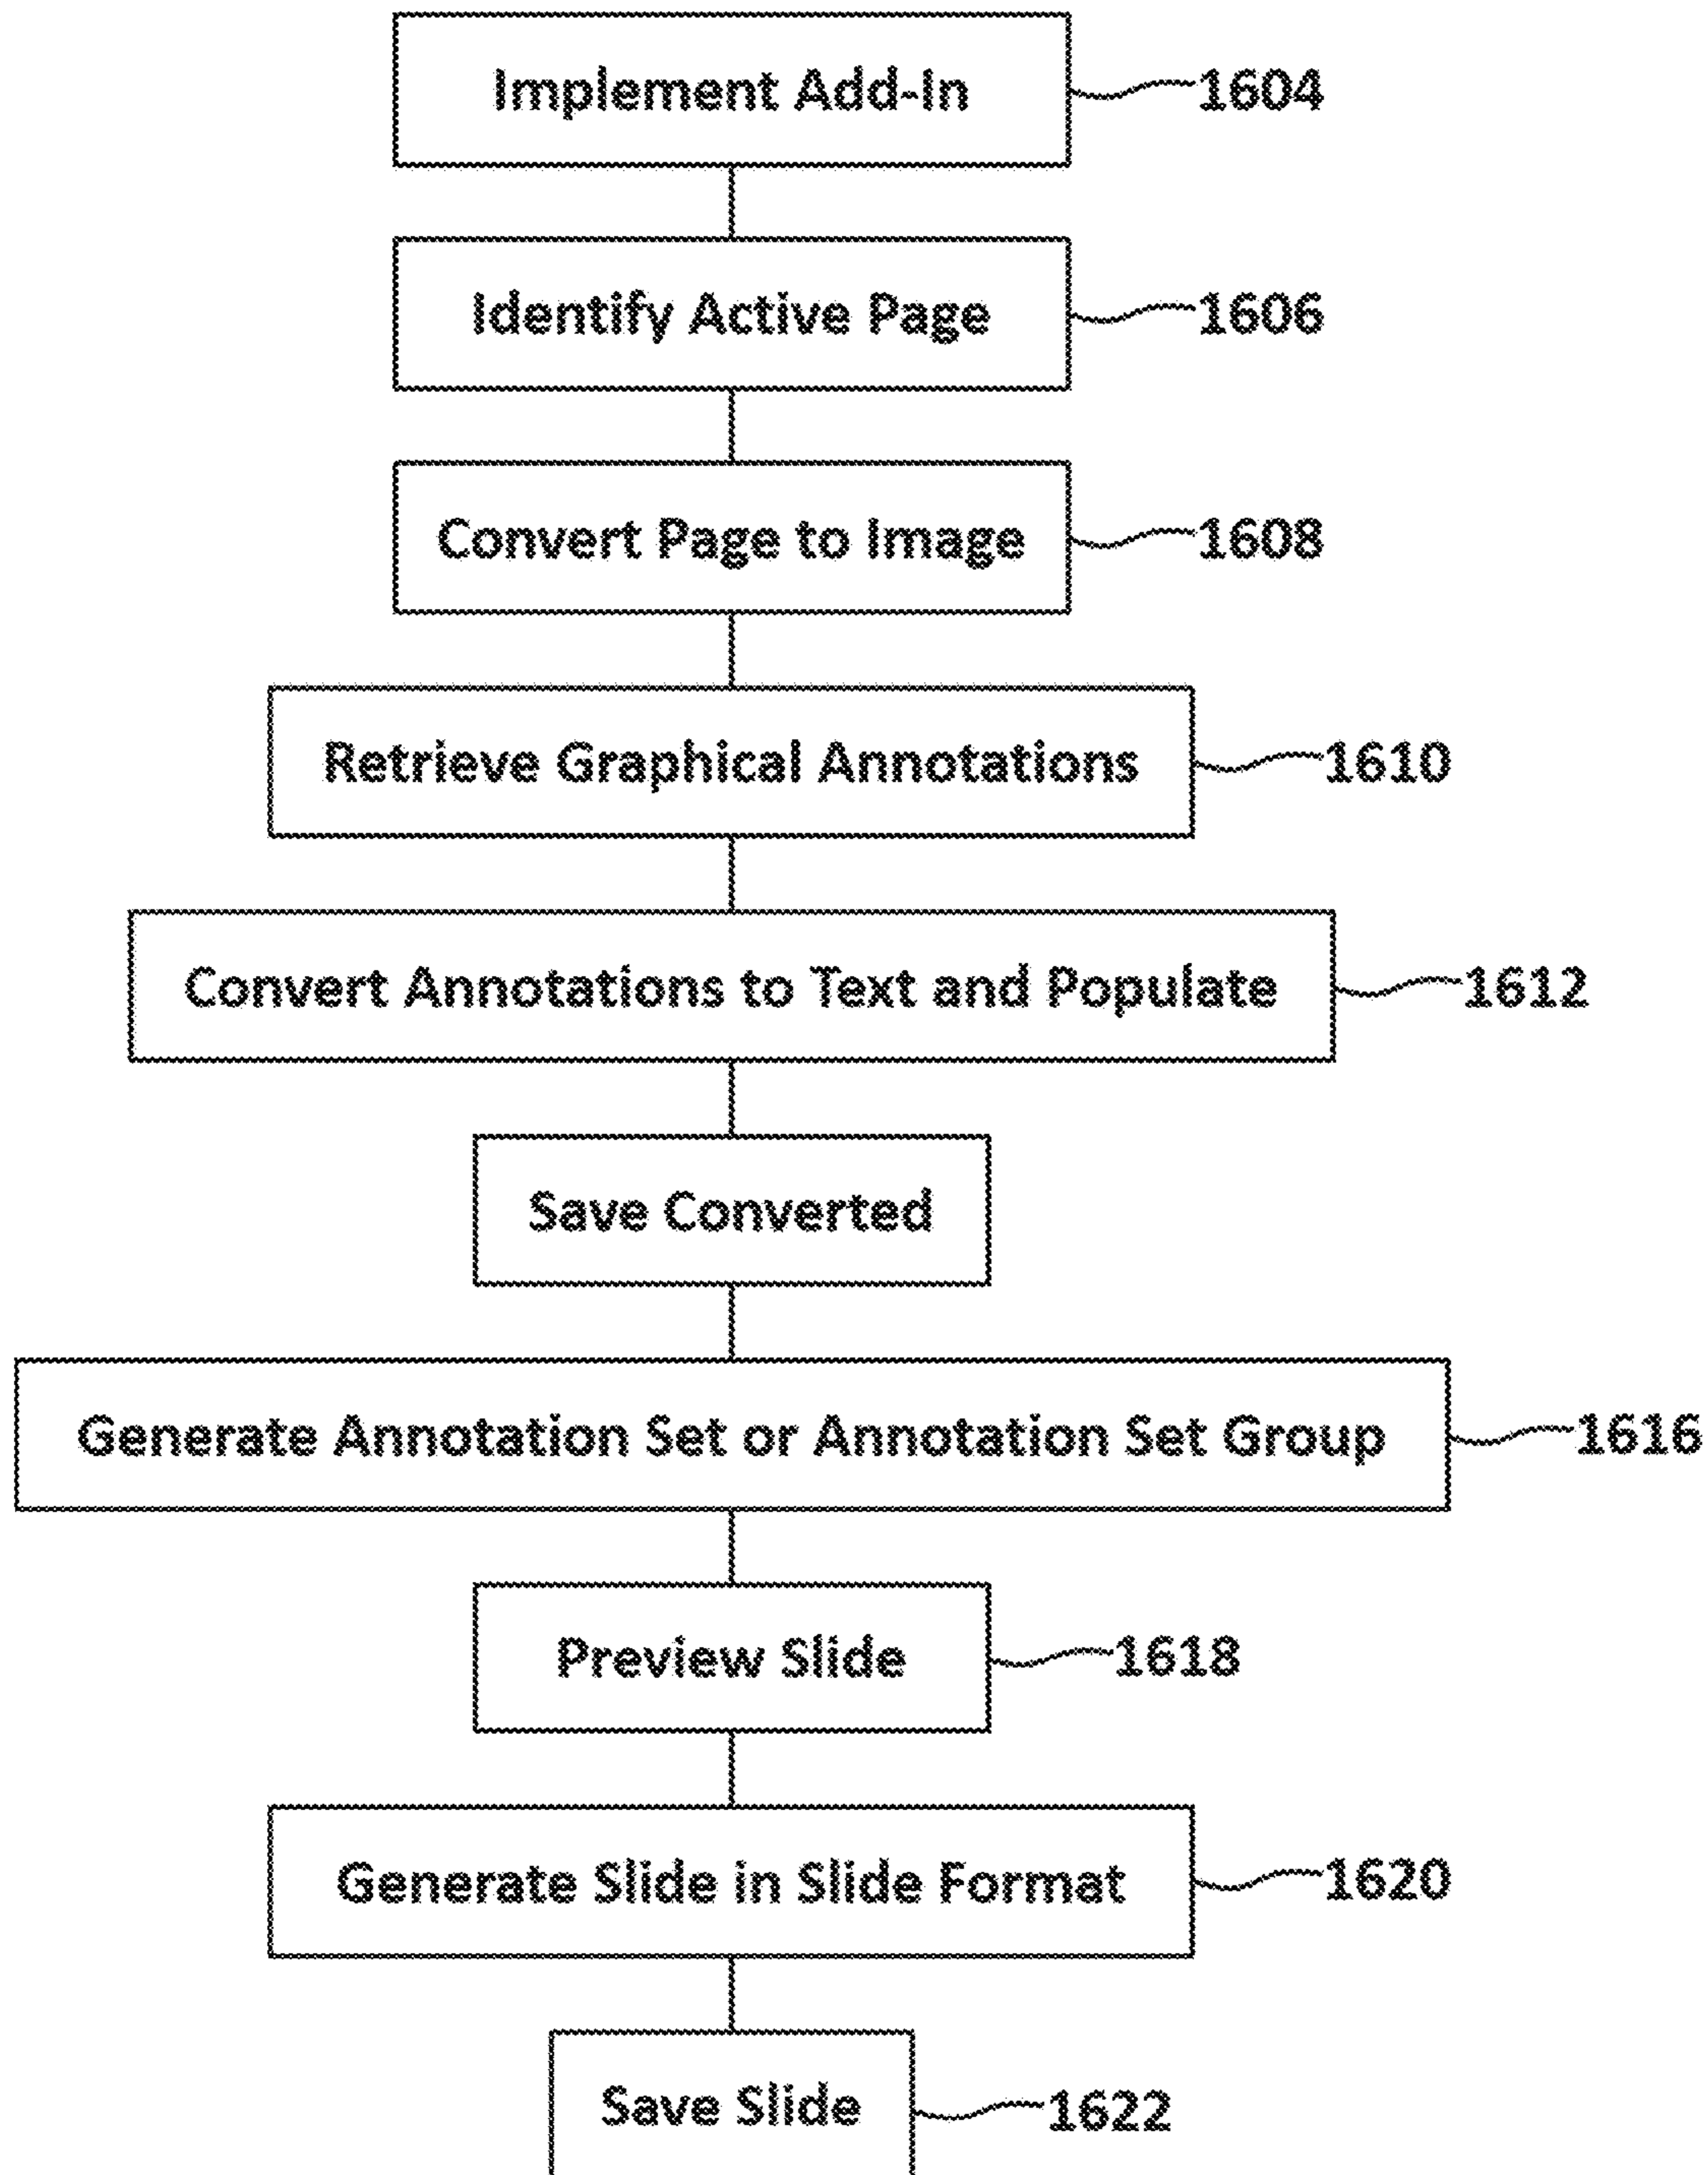 Implement Add-In 1604
Identify Active Page 1606
Convert Page to Image 1608
Retrieve Graphical Annotations 1610
Convert Annotations to Text and Populate 1612
Save Converted
Generate Annotation Set or Annotation Set Group 1616
Preview Slide 1618
Generate Slide in Slide Format 1620
Save Slide 1622